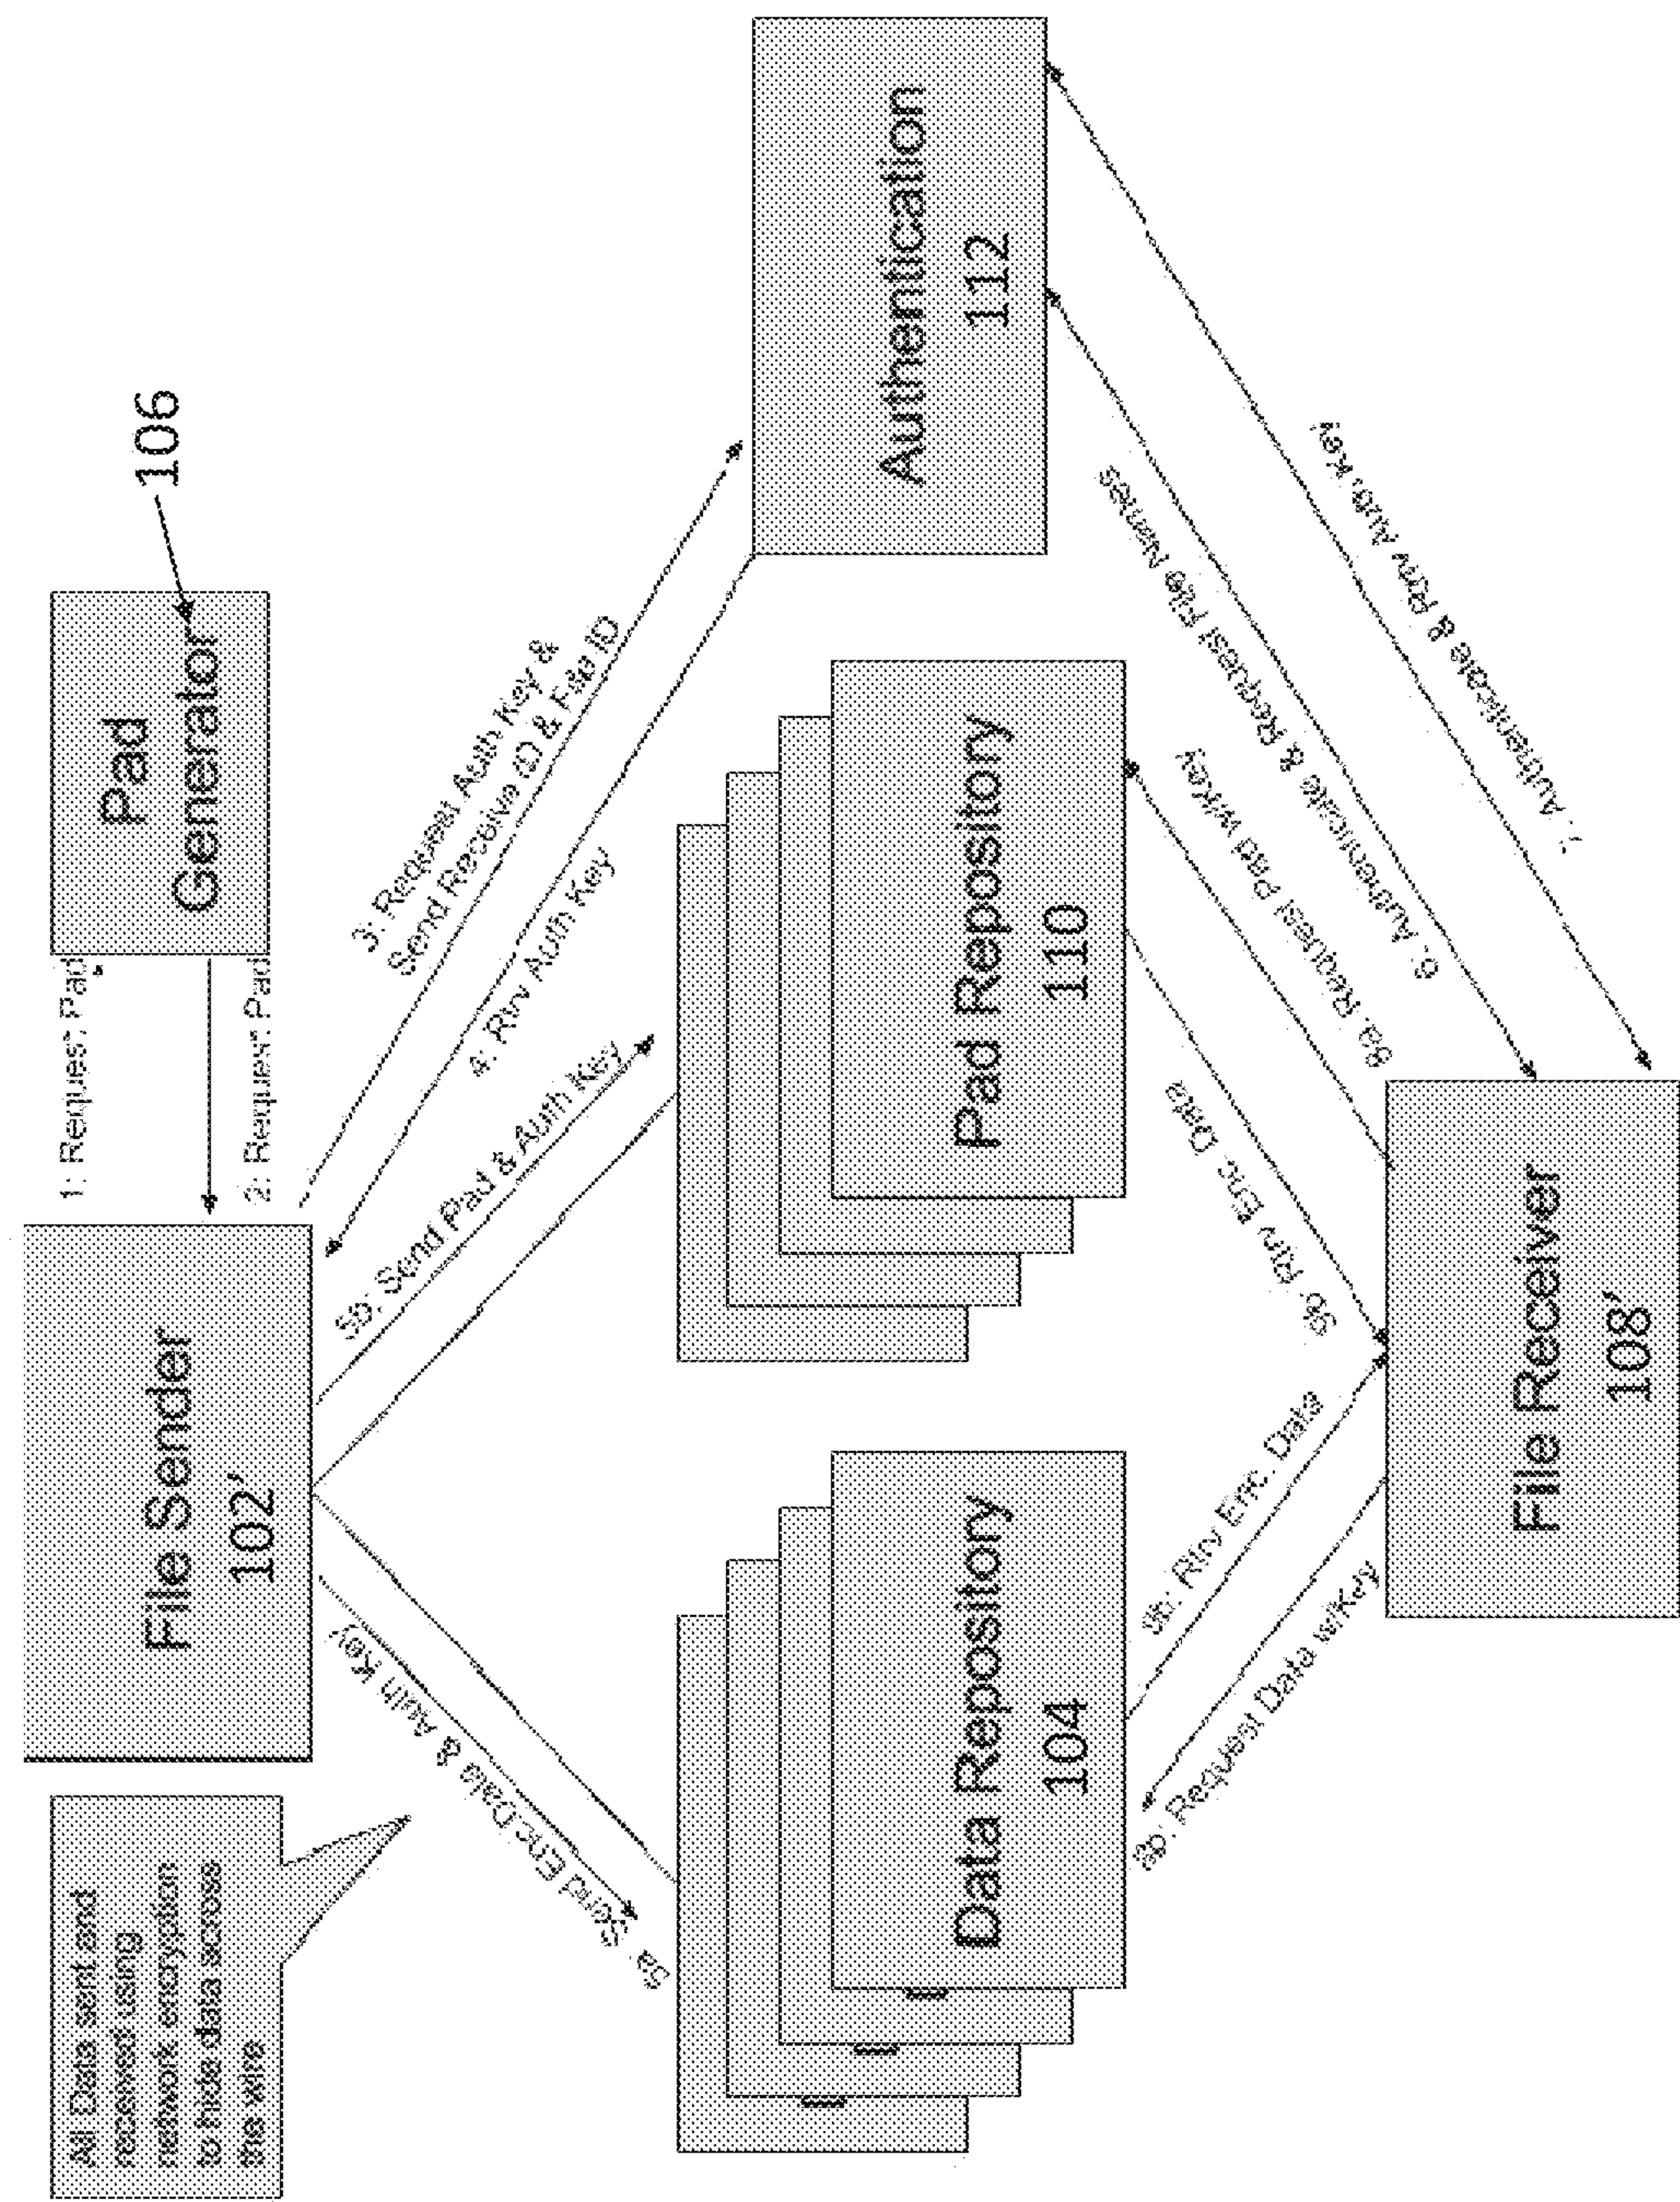 All Data sent and
received using
network encryption
to hide data across
the wire
File Sender
102'
1: Request Pad
2: Request Pad
Pad
Generator
106
3: Request Auth Key &
Send Receive ID & File ID
4: Rtrv Auth Key
5b: Send Pad & Auth Key
5a: Send Enc Data & Auth Key
Data Repository
104
Pad Repository
110
Authentication
112
8b: Request Data w/Key
9b: Rtrv Enc. Data
9b: Rtrv Enc. Data
8a: Request Pad w/Key
6. Authenticate & Request File Names
Authenticate & Rtrv Auth. Key
File Receiver
108'